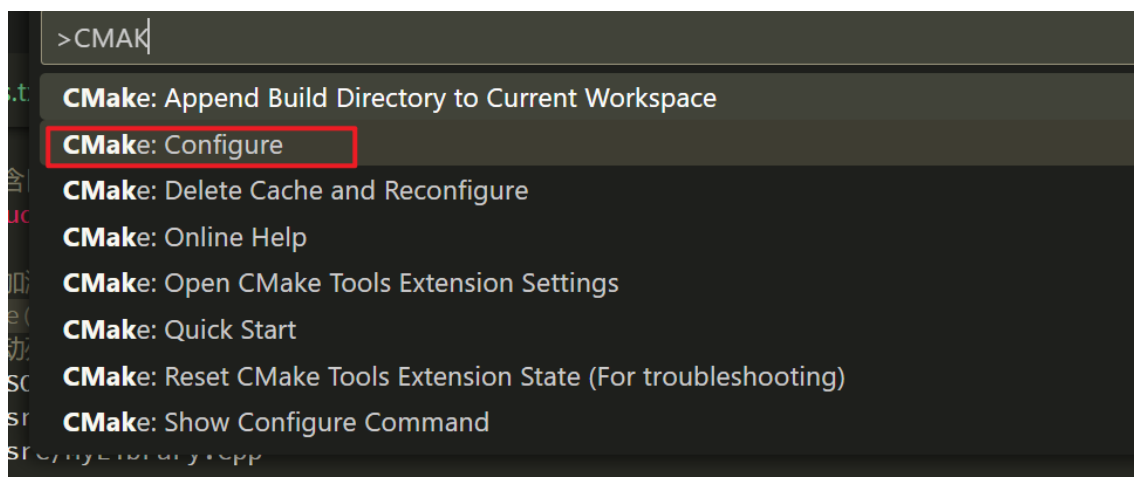 >CMAK
CMake: Append Build Directory to Current Workspace
CMake: Configure
CMake: Delete Cache and Reconfigure
CMake: Online Help
CMake: Open CMake Tools Extension Settings
CMake: Quick Start
CMake: Reset CMake Tools Extension State (For troubleshooting)
CMake: Show Configure Command